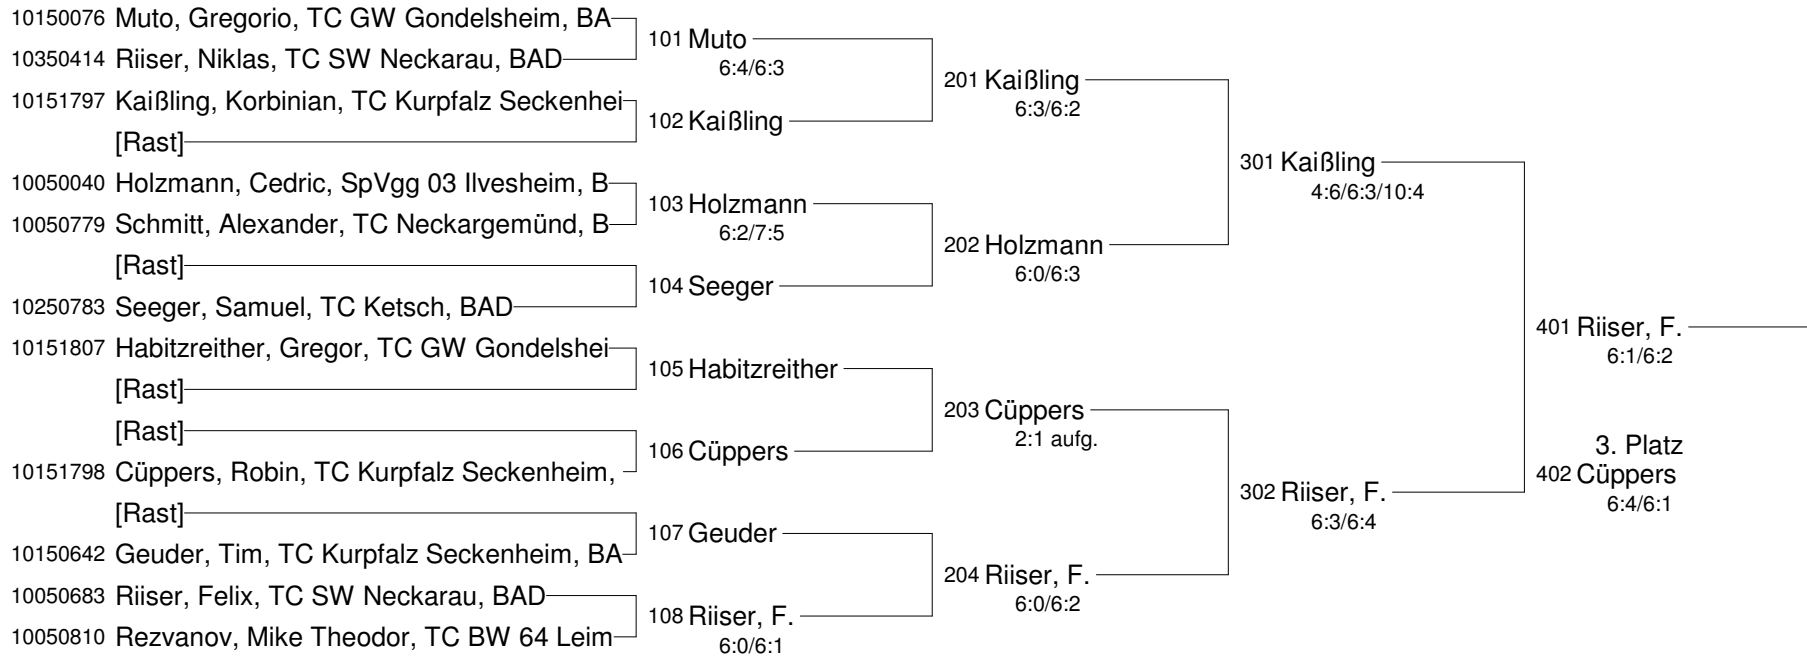 10150076 Muto, Gregorio, TC GW Gondelsheim, BA
10350414 Riiser, Niklas, TC SW Neckarau, BAD
10151797 Kaißling, Korbinian, TC Kurpfalz Seckenhei
[Rast]
10050040 Holzmann, Cedric, SpVgg 03 Ilvesheim, B
10050779 Schmitt, Alexander, TC Neckargemünd, B
[Rast]
10250783 Seeger, Samuel, TC Ketsch, BAD
10151807 Habitzreither, Gregor, TC GW Gondelshei
[Rast]
[Rast]
10151798 Cüppers, Robin, TC Kurpfalz Seckenheim,
[Rast]
10150642 Geuder, Tim, TC Kurpfalz Seckenheim, BA
10050683 Riiser, Felix, TC SW Neckarau, BAD
10050810 Rezvanov, Mike Theodor, TC BW 64 Leim
101 Muto
6:4/6:3
102 Kaißling
103 Holzmann
6:2/7:5
104 Seeger
105 Habitzreither
106 Cüppers
107 Geuder
108 Riiser, F.
6:0/6:1
201 Kaißling
6:3/6:2
202 Holzmann
6:0/6:3
203 Cüppers
2:1 aufg.
204 Riiser, F.
6:0/6:2
301 Kaißling
4:6/6:3/10:4
302 Riiser, F.
6:3/6:4
401 Riiser, F.
6:1/6:2
3. Platz
402 Cüppers
6:4/6:1